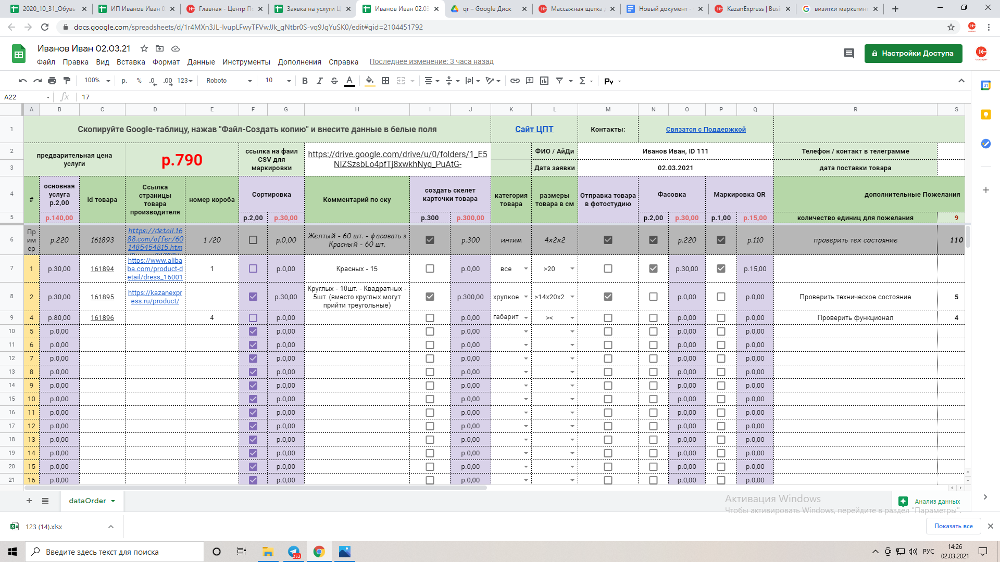 2020_10_31_Обувь
ИП Иванов Иван 0
Главная - Центр По
Заявка на услуги Ц
Иванов Иван 02.03
qr – Google Диск
Массажная щетка
Новый документ -
KazanExpress | Busi
визитки маркетинг
docs.google.com/spreadsheets/d/1r4MXn3JL-lvupLFwyTFVwJJk_gNtbr0S-vq9JgYuSK0/edit#gid=2104451792
Иванов Иван 02.03.21
Файл Правка Вид Вставка Формат Данные Инструменты Дополнения Справка Последнее изменение: 3 часа назад
Настройки Доступа
100% р. % .0 .00 123 Roboto 10 B I S A Σ Ру
A22 fx 17
A B C D E F G H I J K L M N O P Q R S
1 Скопируйте Google-таблицу, нажав "Файл-Создать копию" и внесите данные в белые поля Сайт ЦПТ Контакты: Связатся с Поддержкой
2 предварительная цена услуги р.790 ссылка на фаил CSV для маркировки https://drive.google.com/drive/u/0/folders/1_E5NIZSzsbLo4pfTj8xwkhNyq_PuAtG- ФИО / АйДи Иванов Иван, ID 111 Телефон / контакт в телеграмме
3 Дата заявки 02.03.2021 дата поставки товара
4 # основная услуга р.2,00 id товара Ссылка страницы товара производителя номер короба Сортировка Комментарий по ску создать скелет карточки товара категория товара размеры товара в см Отправка товара в фотостудию Фасовка Маркировка QR дополнительные Пожелания
5 р.140,00 р.2,00 р.30,00 р.300 р.300,00 р.2,00 р.30,00 р.1,00 р.15,00 количество единиц для пожелания 9
6 Пример р.220 161893 https://detail.1688.com/offer/601485454815.htm 1 /20 р.0,00 Желтый - 60 шт. - фасовать з Красный - 60 шт. р.300 интим 4x2x2 р.220 р.110 проверить тех состояние 110
7 1 р.30,00 161894 https://www.alibaba.com/product-detail/dress_16001 1 р.0,00 Красных - 15 р.0,00 все >20 р.30,00 р.15,00
8 2 р.30,00 161895 https://kazanexpress.ru/product/ р.30,00 Круглых - 10шт. - Квадратных - 5шт. (вместо круглых могут прийти треугольные) р.300,00 хрупкое >14x20x2 р.0,00 р.0,00 Проверить техническое состояние 5
9 4 р.80,00 161896 4 р.0,00 р.0,00 габарит >< р.0,00 р.0,00 Проверить функционал 4
10 5 р.0,00 р.0,00 р.0,00 р.0,00 р.0,00
11 6 р.0,00 р.0,00 р.0,00 р.0,00 р.0,00
12 7 р.0,00 р.0,00 р.0,00 р.0,00 р.0,00
13 8 р.0,00 р.0,00 р.0,00 р.0,00 р.0,00
14 9 р.0,00 р.0,00 р.0,00 р.0,00 р.0,00
15 10 р.0,00 р.0,00 р.0,00 р.0,00 р.0,00
16 11 р.0,00 р.0,00 р.0,00 р.0,00 р.0,00
17 12 р.0,00 р.0,00 р.0,00 р.0,00 р.0,00
18 13 р.0,00 р.0,00 р.0,00 р.0,00 р.0,00
19 14 р.0,00 р.0,00 р.0,00 р.0,00 р.0,00
20 15 р.0,00 р.0,00 р.0,00 р.0,00 р.0,00
21 16 р.0,00 р.0,00 р.0,00 р.0,00 р.0,00
dataOrder
Анализ данных
Активация Windows
Чтобы активировать Windows, перейдите в раздел "Параметры".
123 (14).xlsx
Показать все
Введите здесь текст для поиска
252
РУС
14:26
02.03.2021